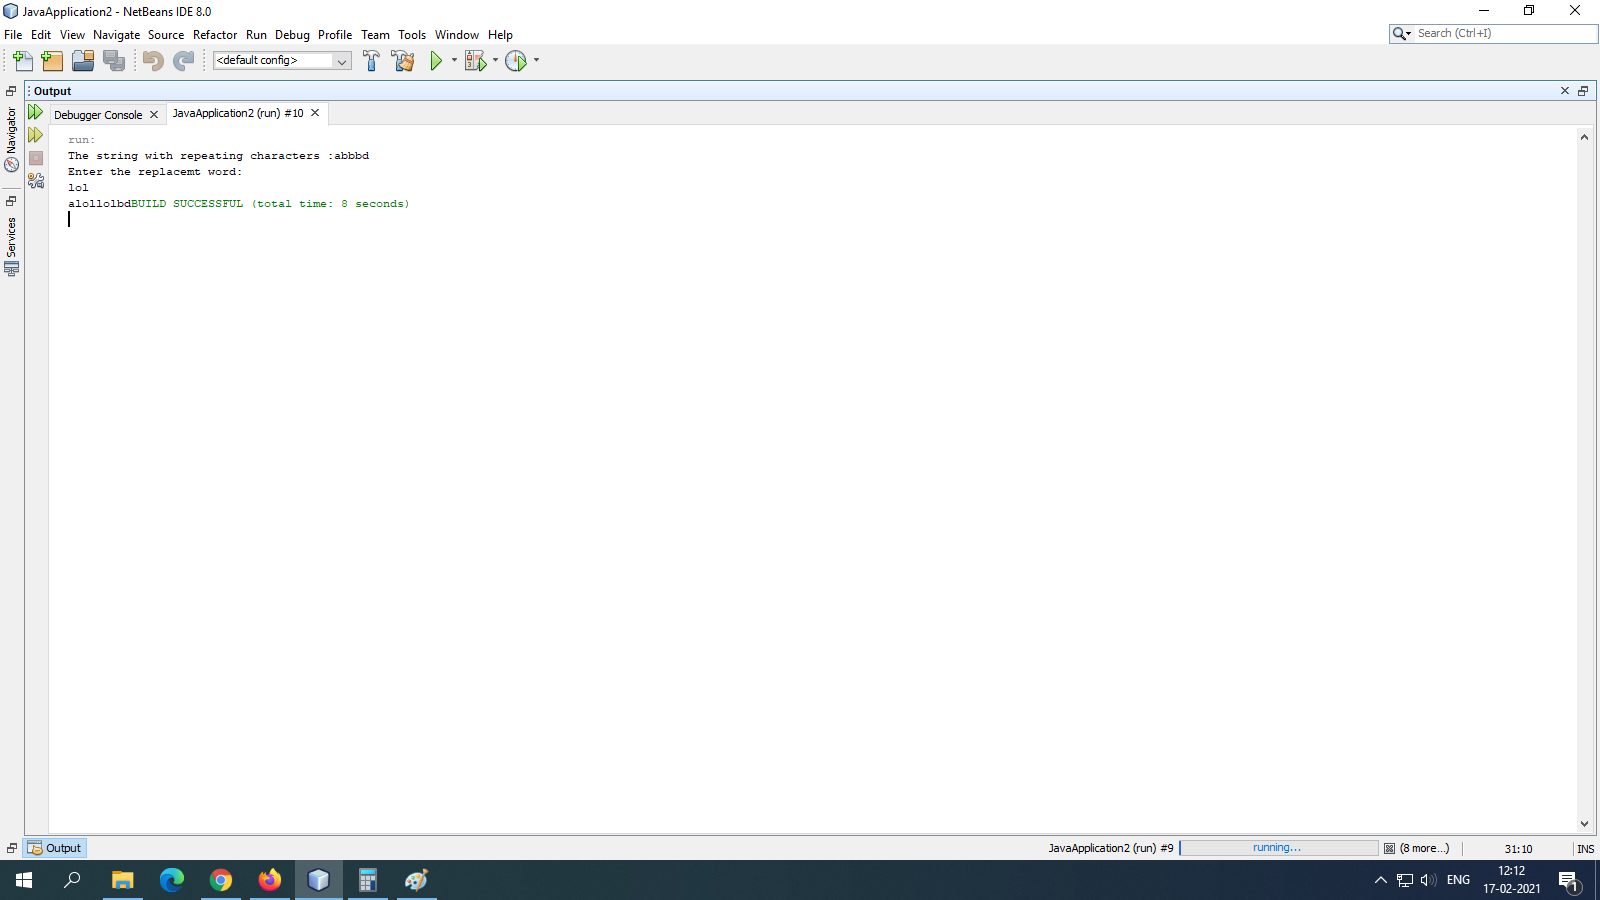 JavaApplication2 - NetBeans IDE 8.0
File Edit View Navigate Source Refactor Run Debug Profile Team Tools Window Help
Search (Ctrl+I)
<default config>
Output
Navigator
Services
Debugger Console
JavaApplication2 (run) #10
run:
The string with repeating characters :abbbd
Enter the replacemt word:
lol
alollolbdBUILD SUCCESSFUL (total time: 8 seconds)
Output
JavaApplication2 (run) #9
running...
(8 more...)
31:10
INS
ENG
12:12
17-02-2021
1